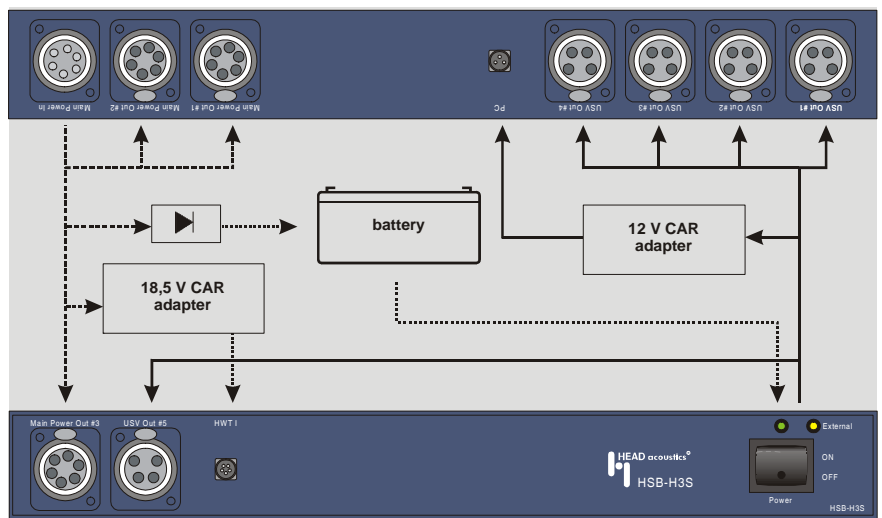 Main Power In
Main Power Out #2
Main Power Out #1
PC
USV Out #4
USV Out #3
USV Out #2
USV Out #1
battery
12 V CAR
adapter
18,5 V CAR
adapter
Main Power Out #3
USV Out #5
HWT I
External
HEAD acoustics®
HSB-H3S
ON
OFF
Power
HSB-H3S